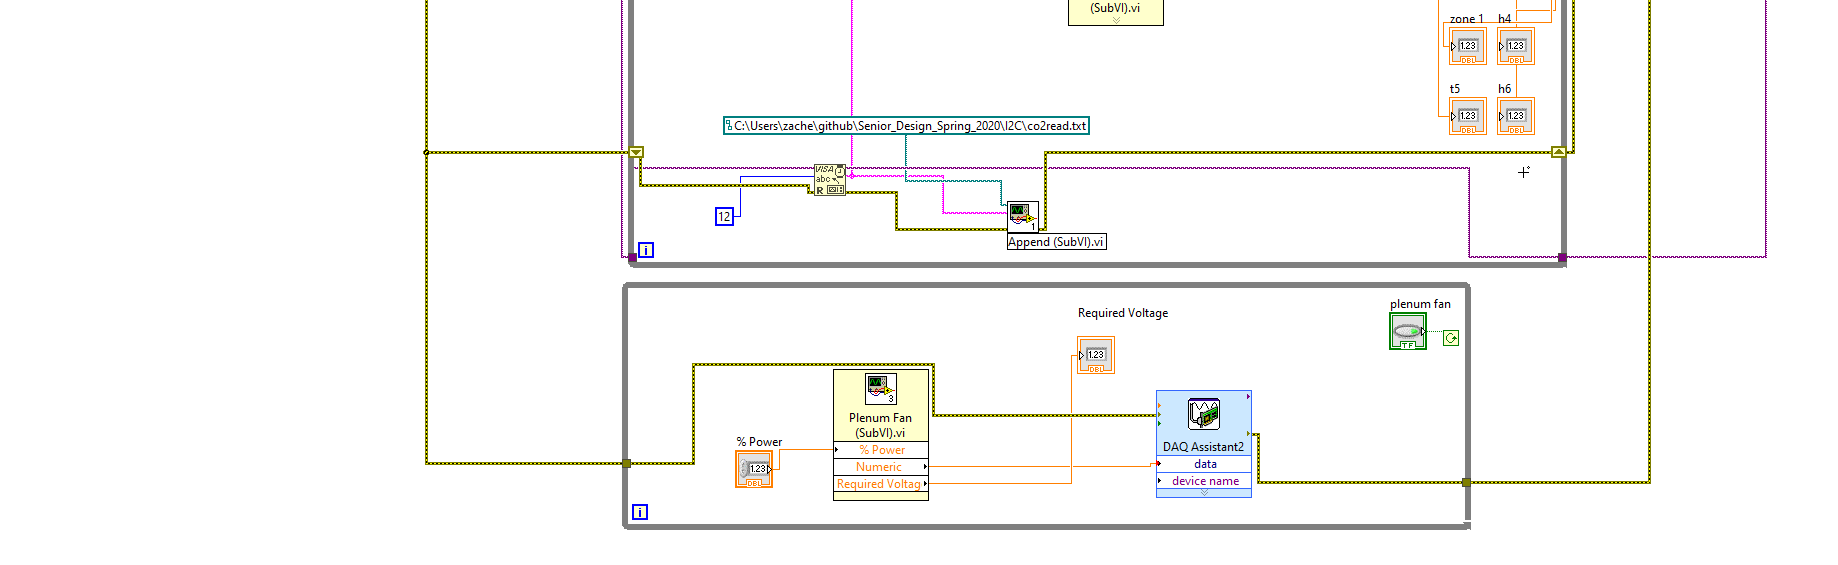 (SubVI).vi
zone 1 h4
1.23 1.23
DBL DBL
t5 h6
1.23 1.23
DBL DBL
C:\Users\zache\github\Senior_Design_Spring_2020\I2C\co2read.txt
VISA
abc
R
12
1
Append (SubVI).vi
i
plenum fan
TF
Required Voltage
1.23
DBL
3
Plenum Fan
(SubVI).vi
% Power
Numeric
Required Voltag
% Power
1.23
DBL
DAQ Assistant2
data
device name
i